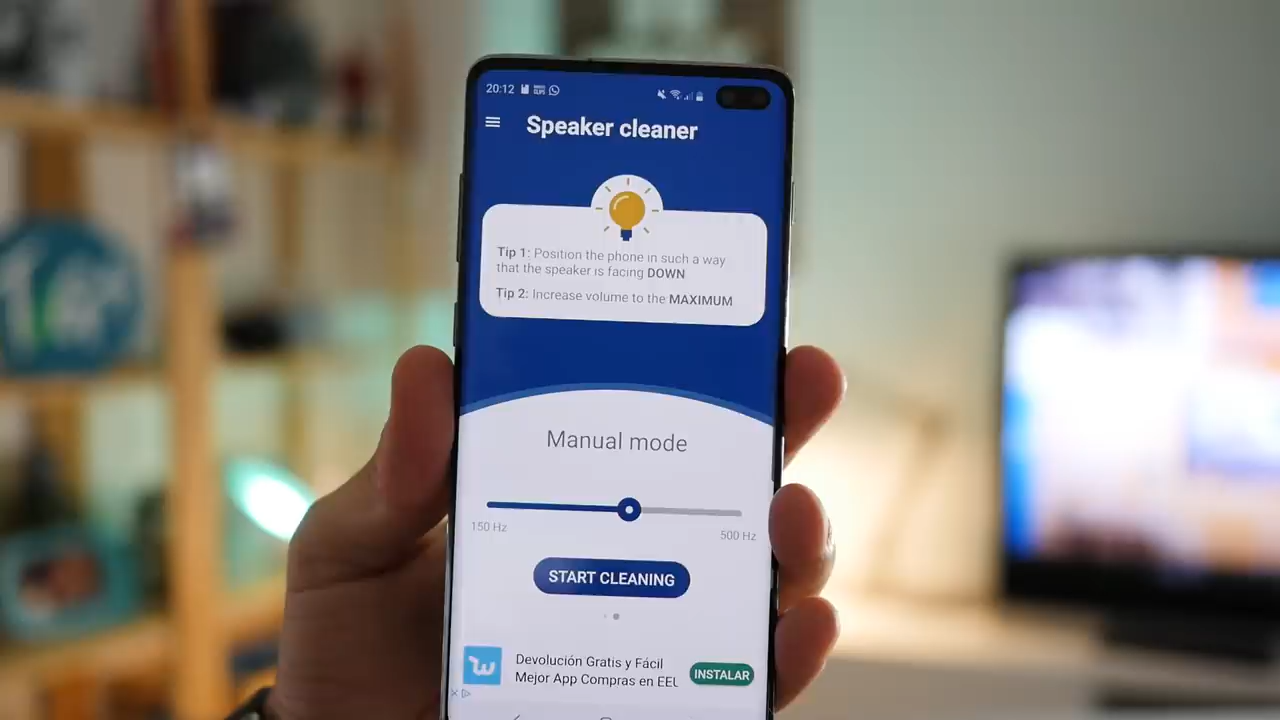 20:12
Speaker cleaner
Tip 1: Position the phone in such a way
that the speaker is facing DOWN
Tip 2: Increase volume to the MAXIMUM
Manual mode
150 Hz
500 Hz
START CLEANING
Devolución Gratis y Fácil
Mejor App Compras en EEU
INSTALAR